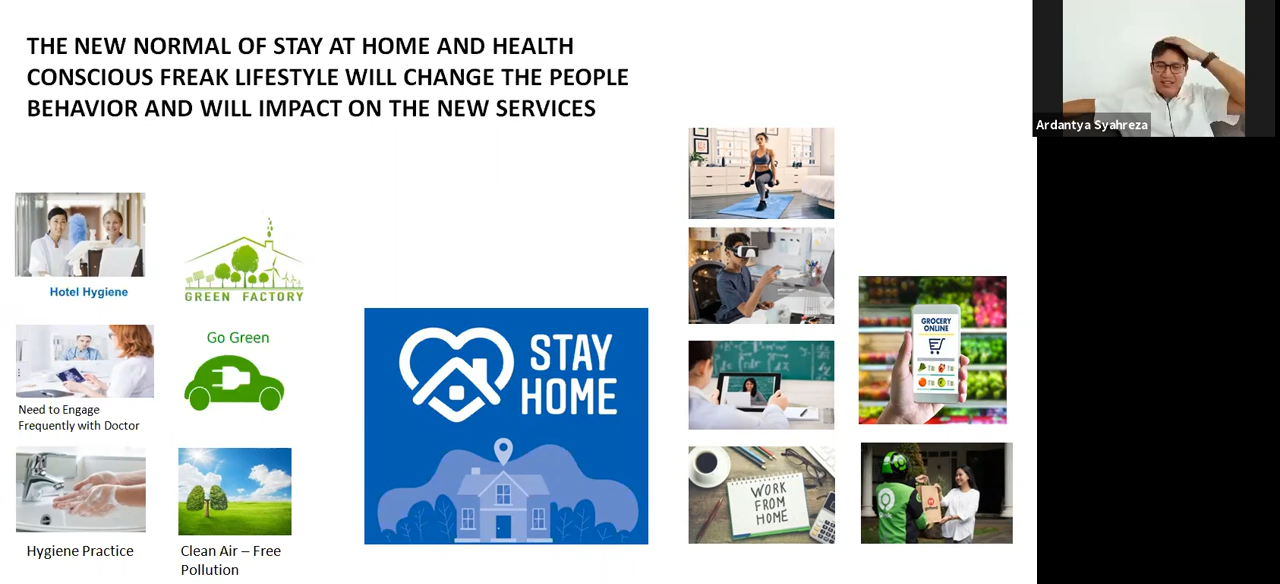 THE NEW NORMAL OF STAY AT HOME AND HEALTH
CONSCIOUS FREAK LIFESTYLE WILL CHANGE THE PEOPLE
BEHAVIOR AND WILL IMPACT ON THE NEW SERVICES
Ardantya Syahreza
Hotel Hygiene
GREEN FACTORY
Need to Engage
Frequently with Doctor
Go Green
Hygiene Practice
Clean Air – Free
Pollution
STAY
HOME
WORK
FROM
HOME
GROCERY
ONLINE